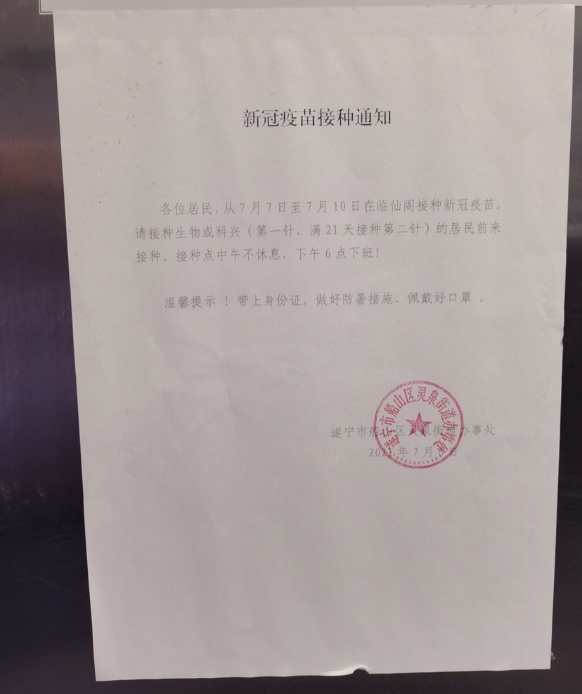 新冠疫苗接种通知
各位居民，从7月7日至7月10日在临仙阁接种新冠疫苗。
请接种生物或科兴（第一针、满21天接种第二针）的居民前来
接种。接种点中午不休息，下午6点下班！
温馨提示！带上身份证，做好防暑措施。佩戴好口罩。
遂宁市船山区灵泉街道办事处
遂宁市船山区灵泉街道办事处
年7月